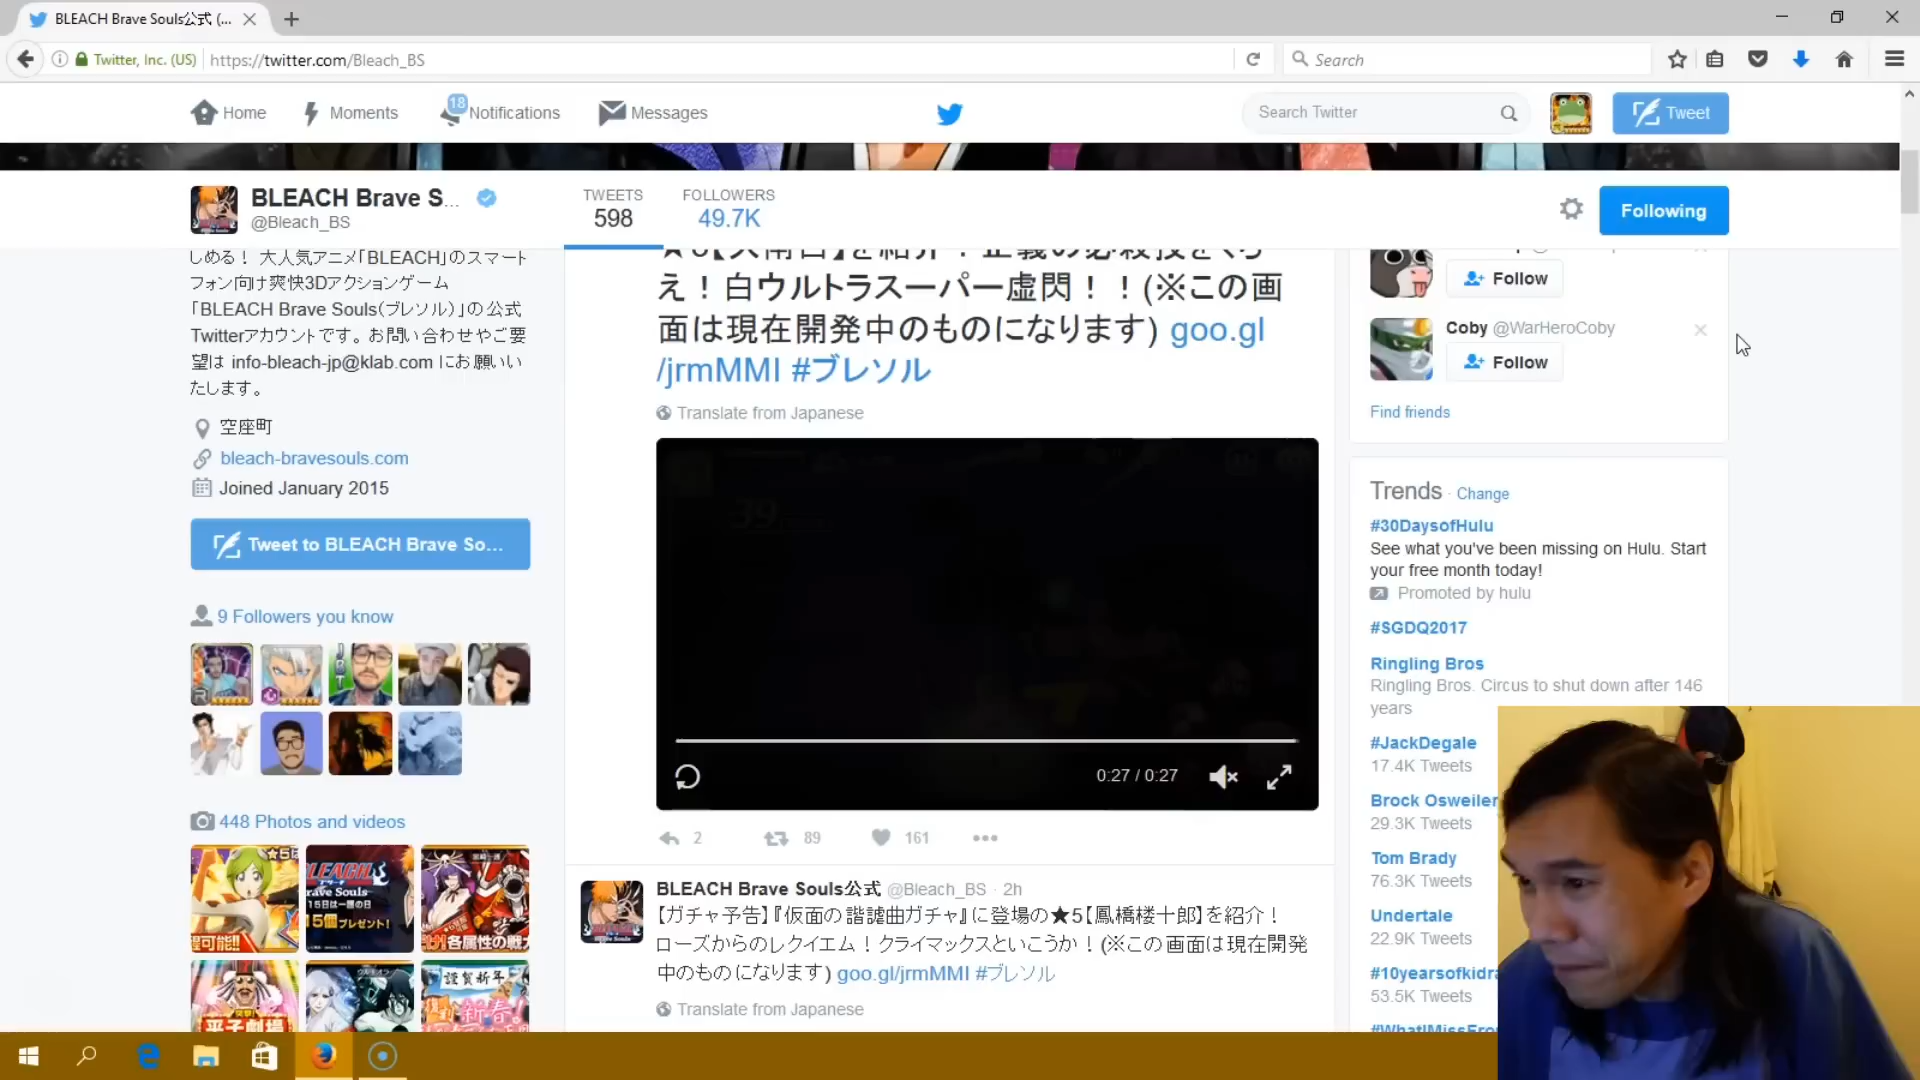 BLEACH Brave Souls公式 (...
Twitter, Inc. (US)
https://twitter.com/Bleach_BS
Search
Home
Moments
18
Notifications
Messages
Search Twitter
Tweet
BLEACH Brave S...
@Bleach_BS
TWEETS
598
FOLLOWERS
49.7K
Following
しめる！ 大人気アニメ「BLEACH」のスマート
フォン向け爽快3Dアクションゲーム
「BLEACH Brave Souls(ブレソル)」の公式
Twitterアカウントです。お問い合わせやご要
望は info-bleach-jp@klab.com にお願いい
たします。
空座町
bleach-bravesouls.com
Joined January 2015
Tweet to BLEACH Brave So...
9 Followers you know
448 Photos and videos
え！白ウルトラスーパー虚閃！！(※この画
面は現在開発中のものになります) goo.gl
/jrmMMI #ブレソル
Translate from Japanese
39
0:27 / 0:27
2
89
161
BLEACH Brave Souls公式 @Bleach_BS · 2h
【ガチャ予告】『仮面の諧謔曲ガチャ』に登場の★5【鳳橋楼十郎】を紹介！
ローズからのレクイエム！クライマックスといこうか！(※この画面は現在開発
中のものになります) goo.gl/jrmMMI #ブレソル
Translate from Japanese
Follow
Coby @WarHeroCoby
Follow
Find friends
Trends · Change
#30DaysofHulu
See what you've been missing on Hulu. Start
your free month today!
Promoted by hulu
#SGDQ2017
Ringling Bros
Ringling Bros. Circus to shut down after 146
years
#JackDegale
17.4K Tweets
Brock Osweiler
29.3K Tweets
Tom Brady
76.3K Tweets
Undertale
22.9K Tweets
#10yearsofkidra
53.5K Tweets
#WhatIMissFro